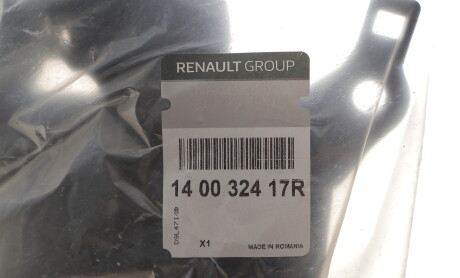 RENAULT GROUP
14 00 324 17R
X1
MADE IN ROMANIA